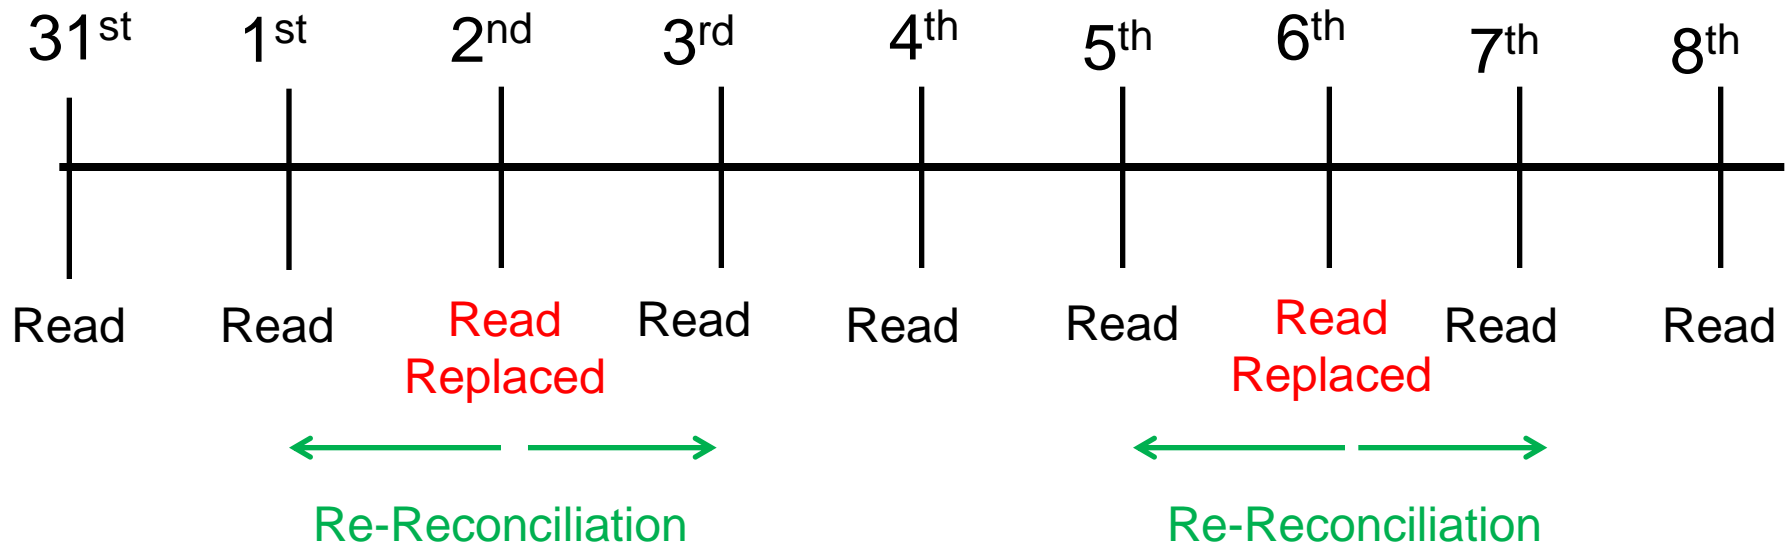 31st 1st 2nd 3rd 4th 5th 6th 7th 8th
Read Read Read Read Read Read Read Read Read
Replaced Replaced
Re-Reconciliation Re-Reconciliation